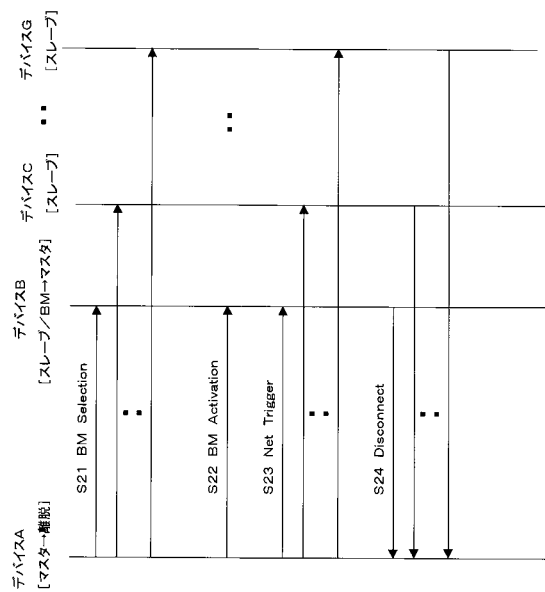 デバイスA
[マスタ→離脱]
デバイスB
[スレーブ/BM→マスタ]
デバイスC
[スレーブ]
デバイスG
[スレーブ]
S21 BM Selection
S22 BM Activation
S23 Net Trigger
S24 Disconnect